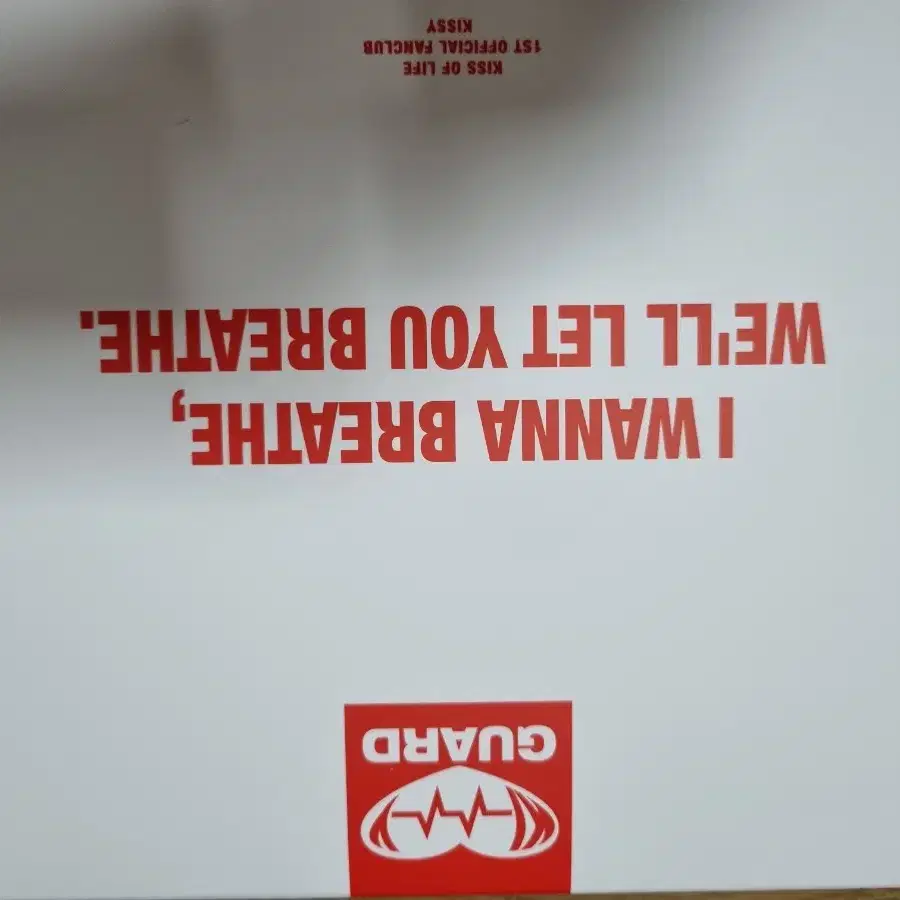 GUARD
I WANNA BREATHE,
WE'LL LET YOU BREATHE.
KISS OF LIFE
1ST OFFICIAL FANCLUB
KISSY